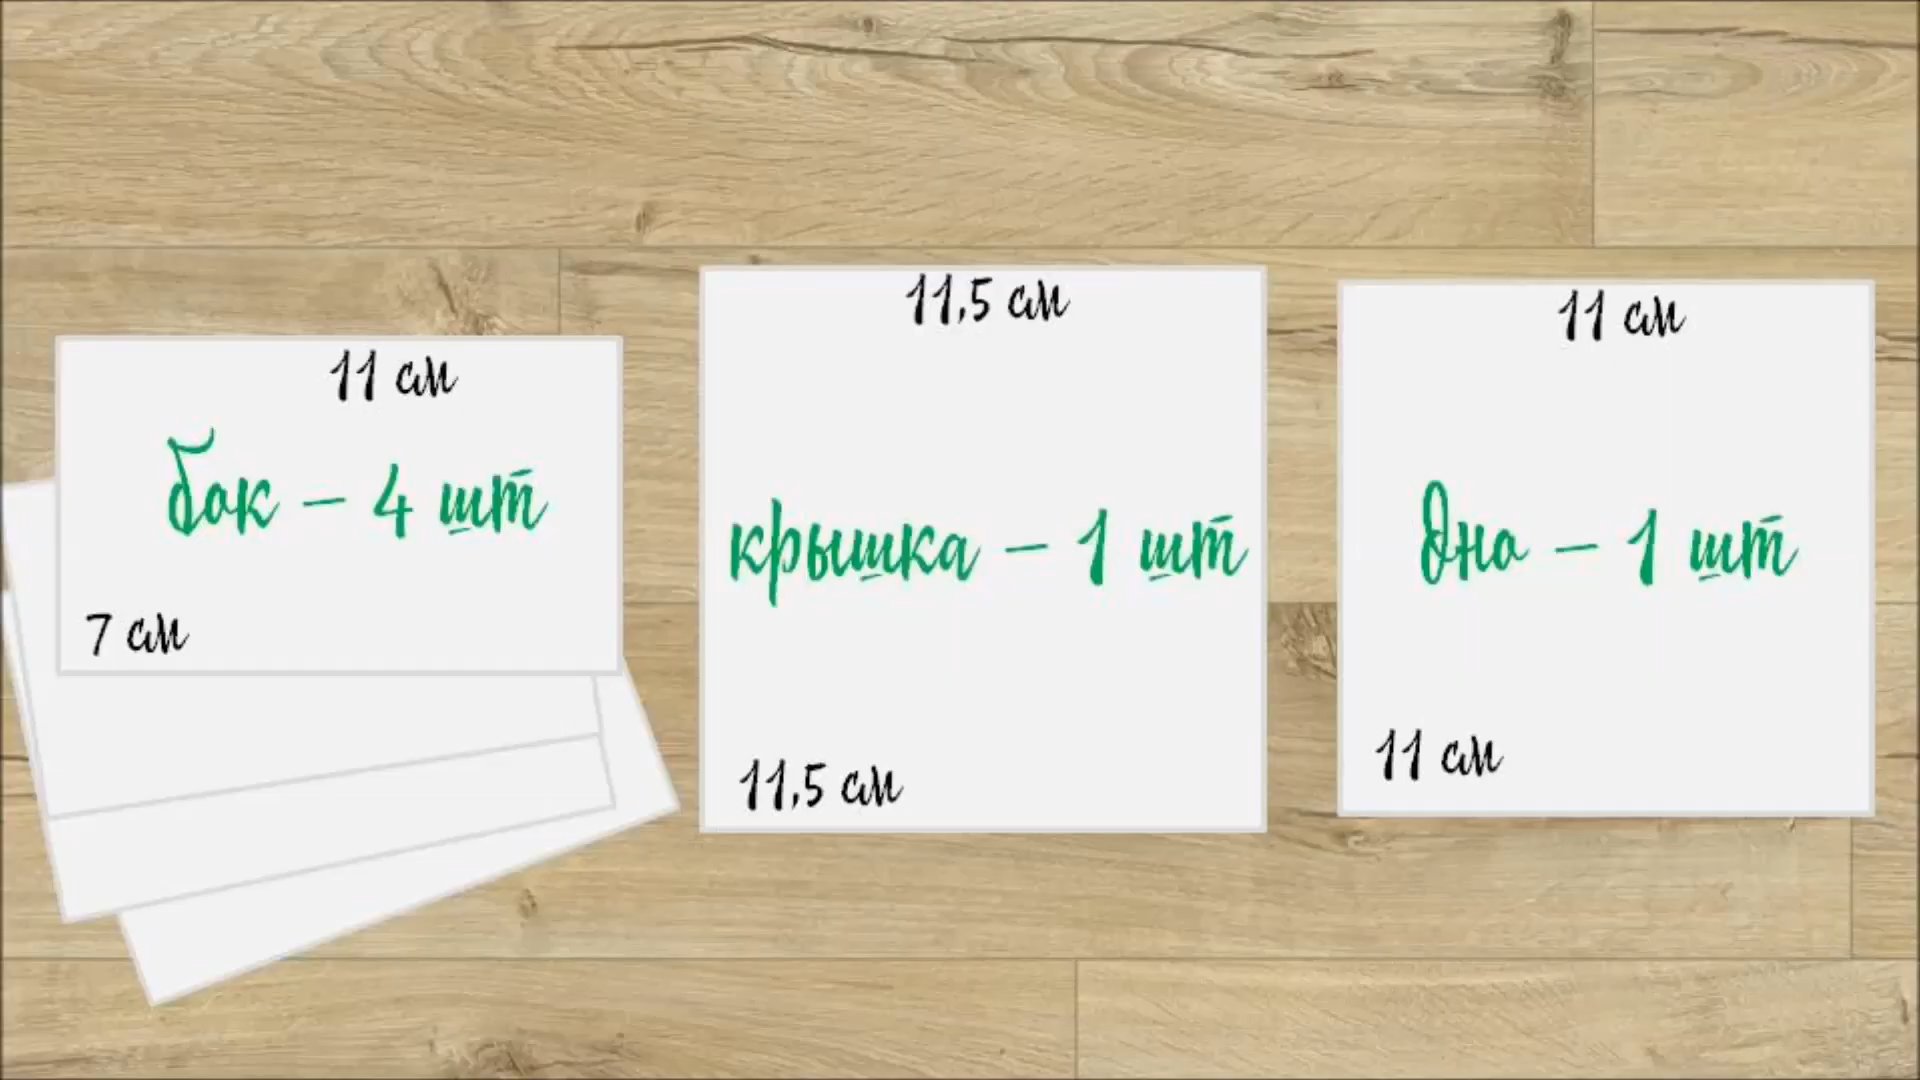 11 см
бок – 4 шт
7 см
11,5 см
крышка – 1 шт
11,5 см
11 см
дно – 1 шт
11 см